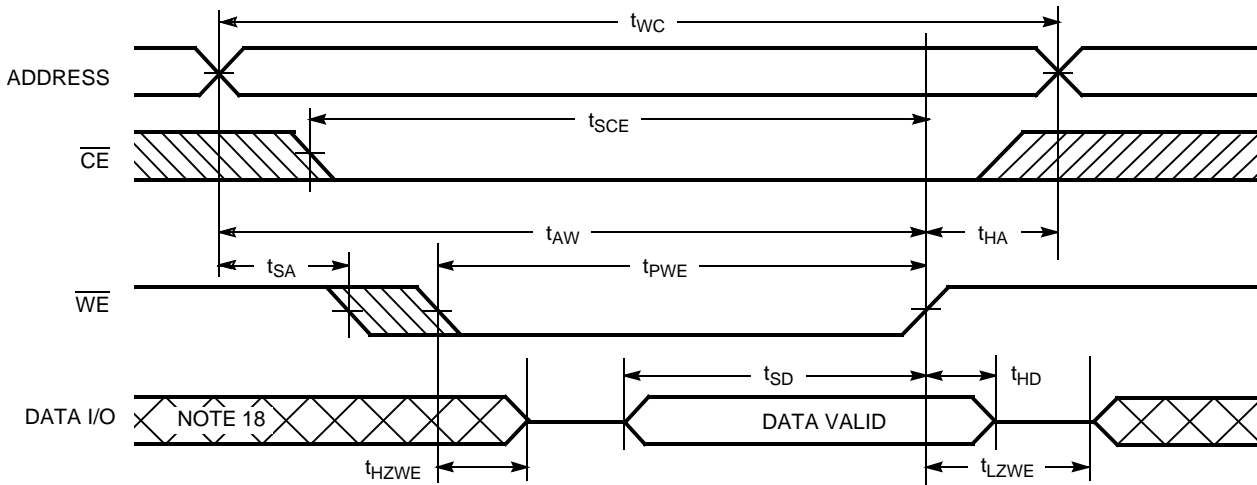 tWC
ADDRESS
tSCE
CE
tAW
tHA
tSA
tPWE
WE
tSD
tHD
DATA I/O
NOTE 18
DATA VALID
tHZWE
tLZWE